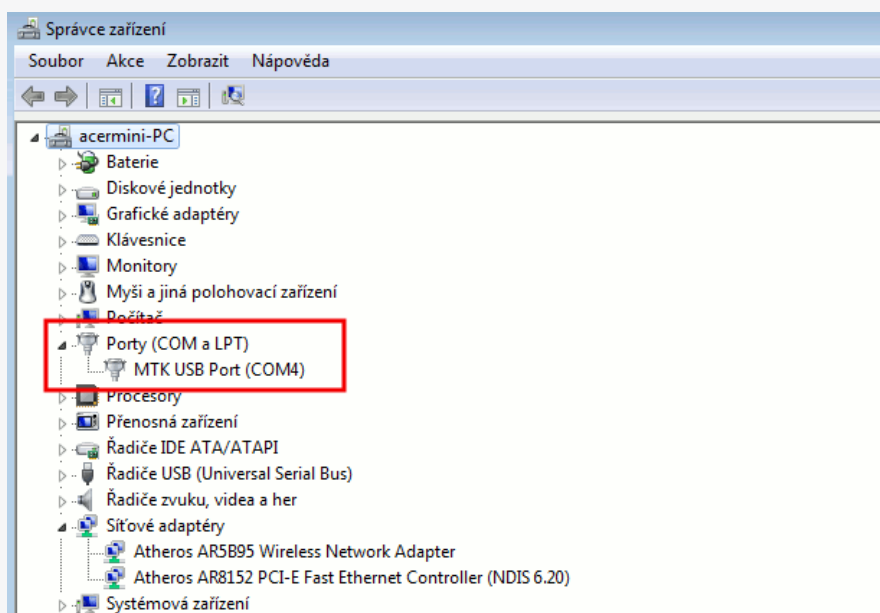 Správce zařízení
Soubor Akce Zobrazit Nápověda
acermini-PC
Baterie
Diskové jednotky
Grafické adaptéry
Klávesnice
Monitory
Myši a jiná polohovací zařízení
Počítač
Porty (COM a LPT)
MTK USB Port (COM4)
Procesory
Přenosná zařízení
Řadiče IDE ATA/ATAPI
Řadiče USB (Universal Serial Bus)
Řadiče zvuku, videa a her
Síťové adaptéry
Atheros AR5B95 Wireless Network Adapter
Atheros AR8152 PCI-E Fast Ethernet Controller (NDIS 6.20)
Systémová zařízení